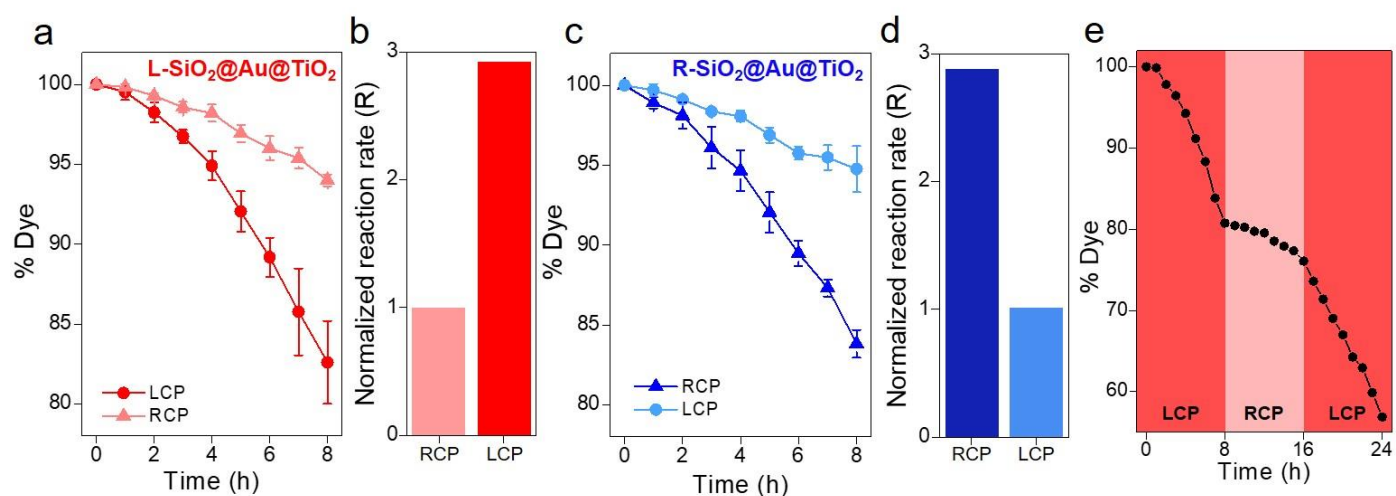 a
L-SiO₂@Au@TiO₂
% Dye
100
95
90
85
80
LCP
RCP
0 2 4 6 8
Time (h)
b
Normalized reaction rate (R)
3
2
1
0
RCP LCP
c
R-SiO₂@Au@TiO₂
% Dye
100
95
90
85
80
RCP
LCP
0 2 4 6 8
Time (h)
d
Normalized reaction rate (R)
3
2
1
0
RCP LCP
e
% Dye
100
90
80
70
60
LCP RCP LCP
0 8 16 24
Time (h)